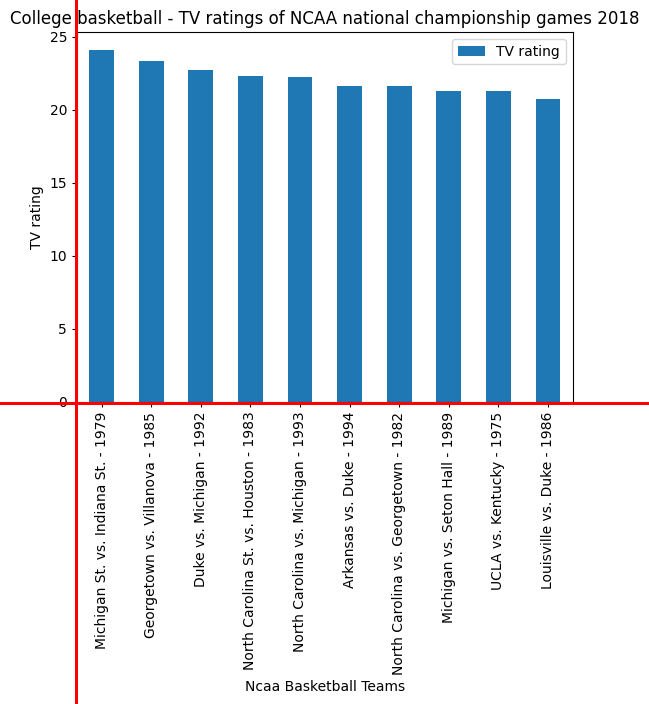 College basketball - TV ratings of NCAA national championship games 2018
TV rating
25
20
15
10
5
0
TV rating
Michigan St. vs. Indiana St. - 1979
Georgetown vs. Villanova - 1985
Duke vs. Michigan - 1992
North Carolina St. vs. Houston - 1983
North Carolina vs. Michigan - 1993
Arkansas vs. Duke - 1994
North Carolina vs. Georgetown - 1982
Michigan vs. Seton Hall - 1989
UCLA vs. Kentucky - 1975
Louisville vs. Duke - 1986
Ncaa Basketball Teams